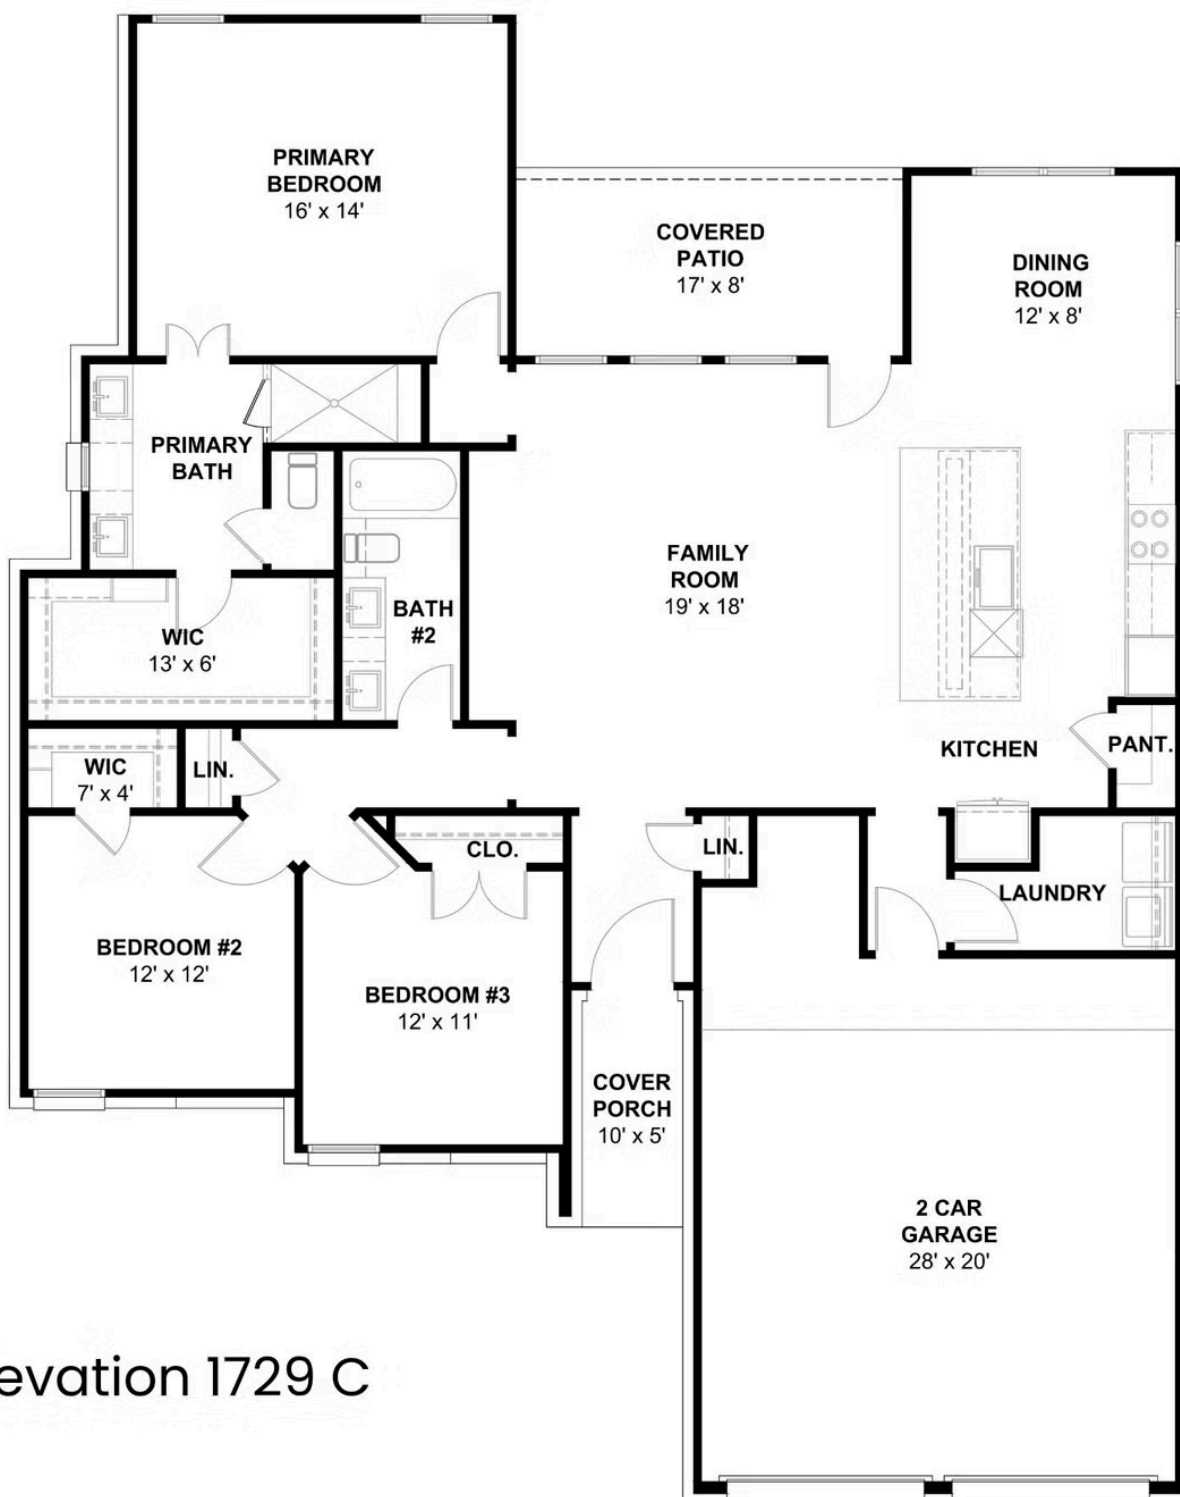 PRIMARY
BEDROOM
16' x 14'
COVERED
PATIO
17' x 8'
DINING
ROOM
12' x 8'
PRIMARY
BATH
FAMILY
ROOM
19' x 18'
BATH
#2
WIC
13' x 6'
KITCHEN
PANT.
WIC
7' x 4'
LIN.
CLO.
LIN.
LAUNDRY
BEDROOM #2
12' x 12'
BEDROOM #3
12' x 11'
COVER
PORCH
10' x 5'
2 CAR
GARAGE
28' x 20'
evation 1729 C